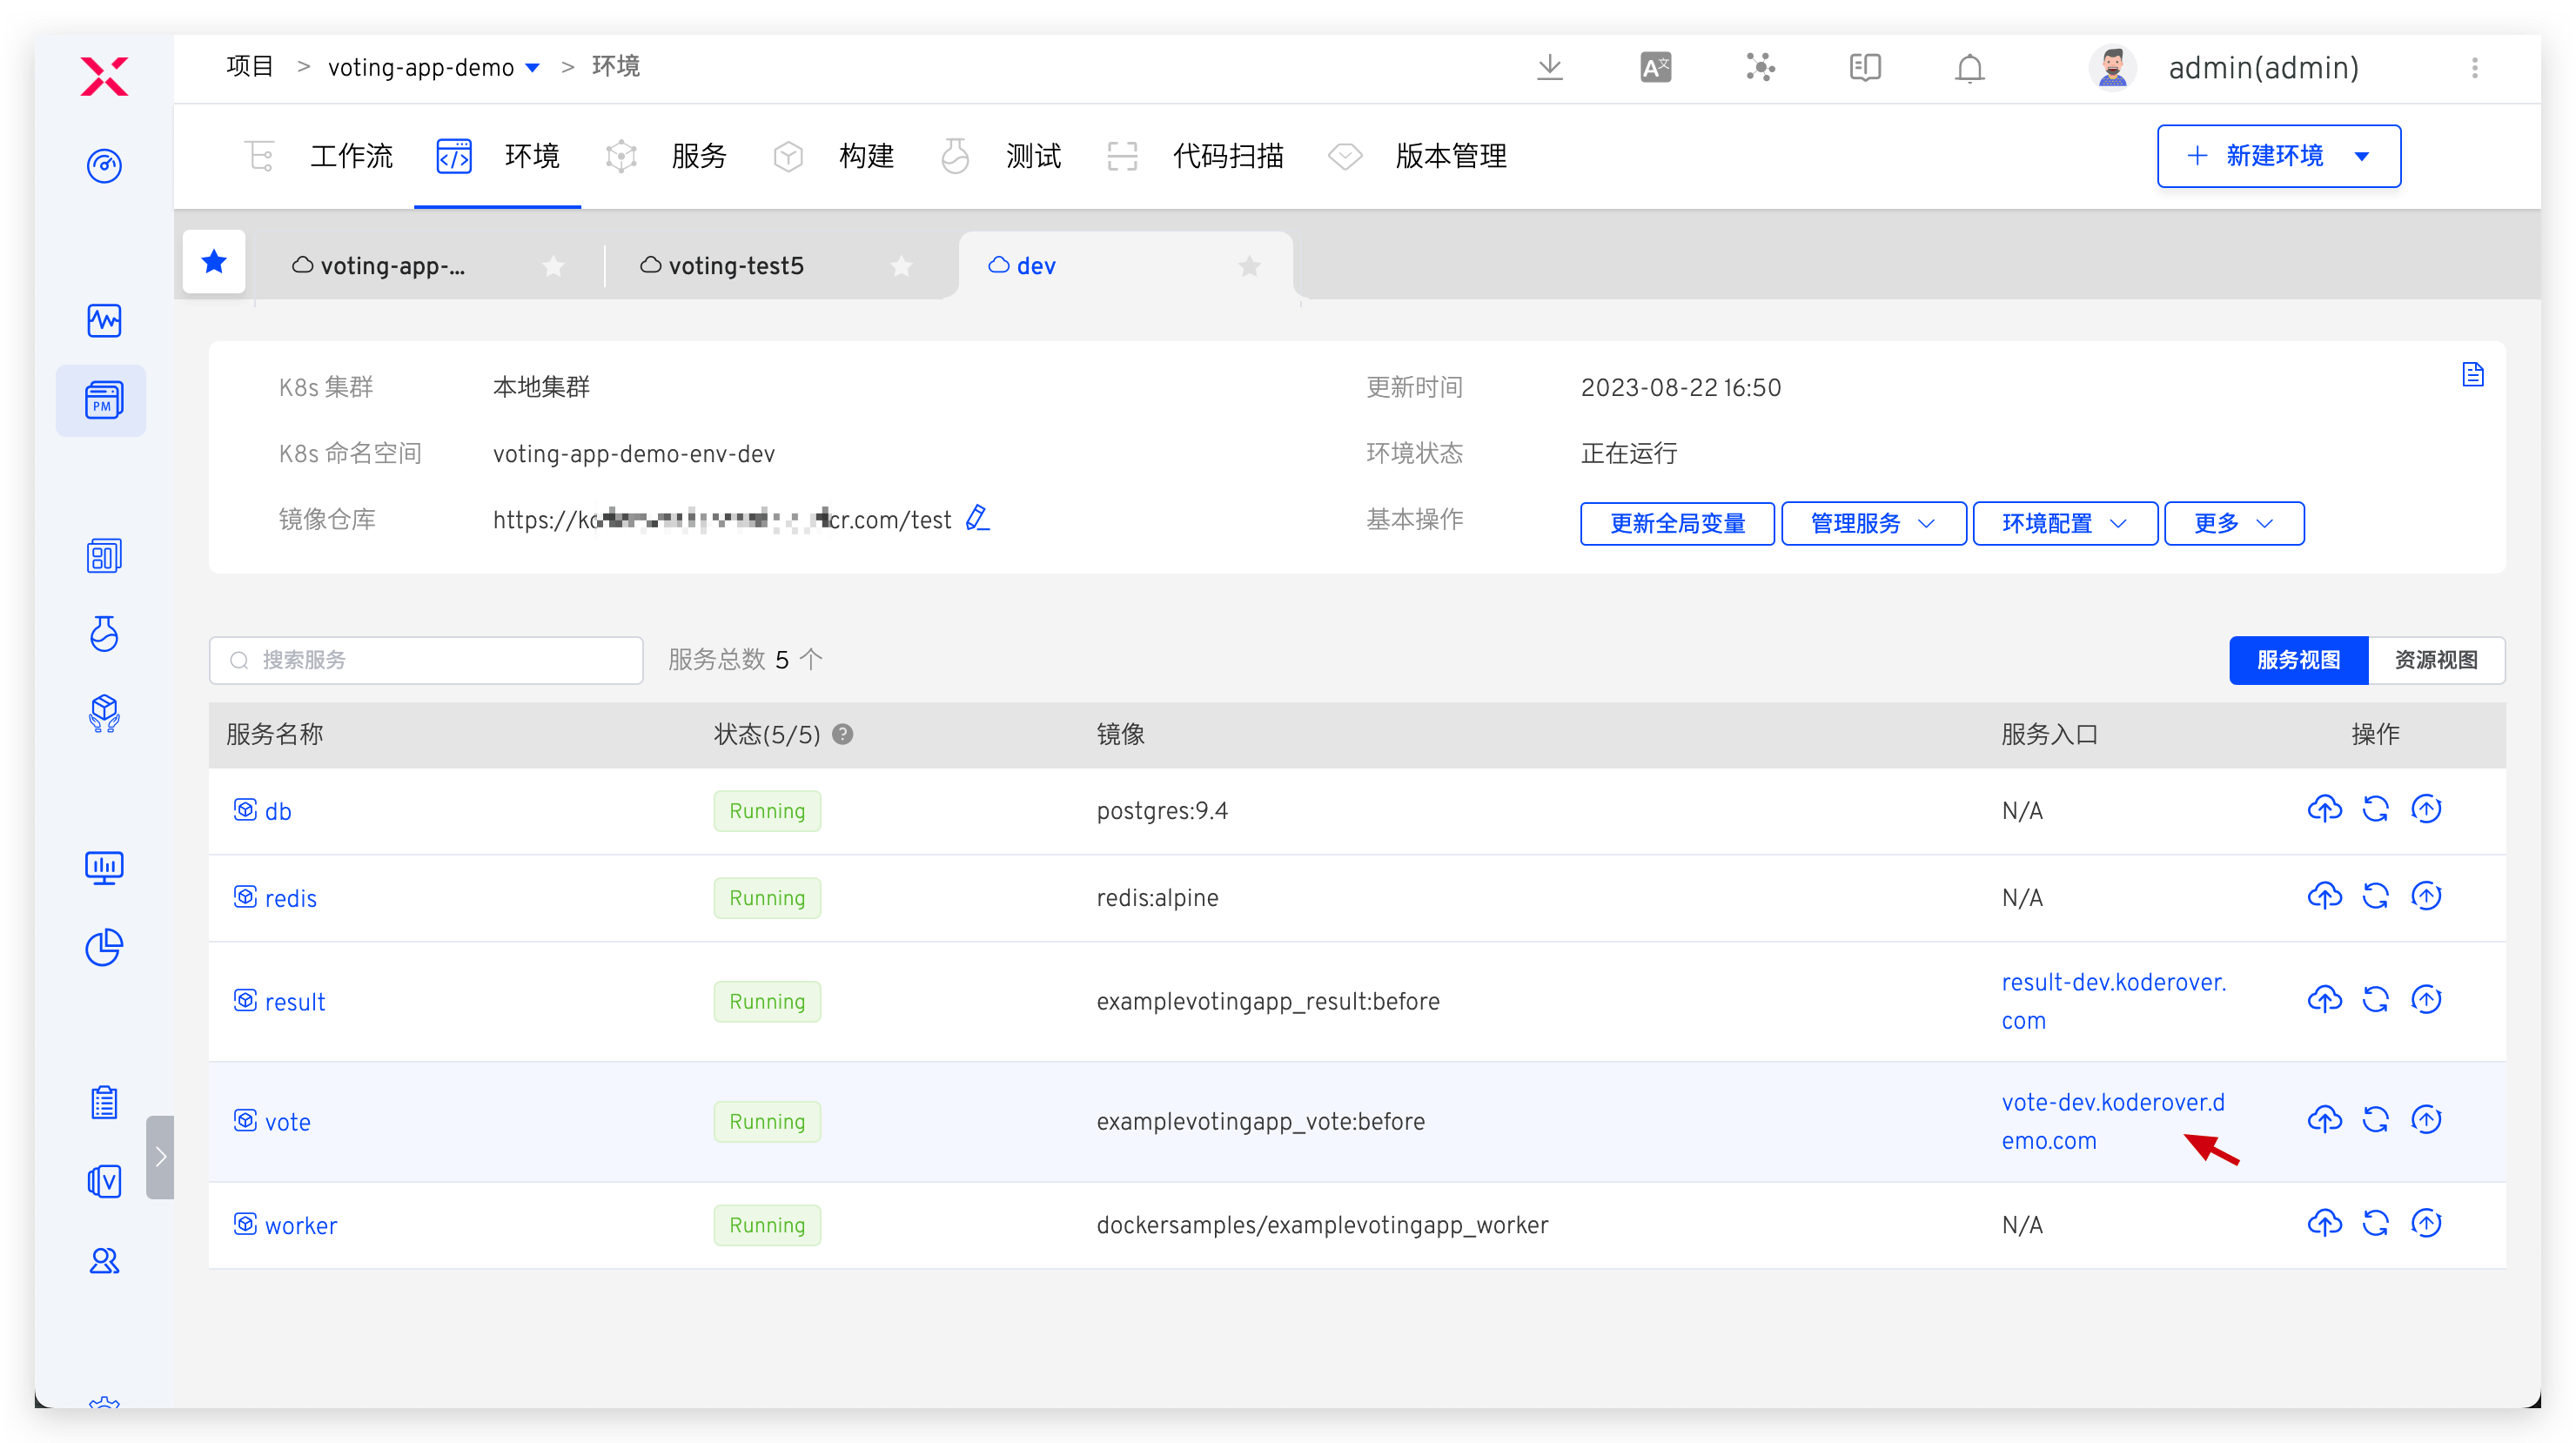 项目 > voting-app-demo > 环境
admin(admin)
工作流 环境 服务 构建 测试 代码扫描 版本管理
新建环境
voting-app-... voting-test5 dev
K8s 集群 本地集群 更新时间 2023-08-22 16:50
PM
K8s 命名空间 voting-app-demo-env-dev 环境状态 正在运行
镜像仓库 https://k cr.com/test 基本操作 更新全局变量 管理服务 环境配置 更多
搜索服务 服务总数 5 个 服务视图 资源视图
服务名称 状态(5/5) ? 镜像 服务入口 操作
db Running postgres:9.4 N/A
redis Running redis:alpine N/A
result Running examplevotingapp_result:before result-dev.koderover.
com
vote Running examplevotingapp_vote:before vote-dev.koderover.d
emo.com
V
worker Running dockersamples/examplevotingapp_worker N/A